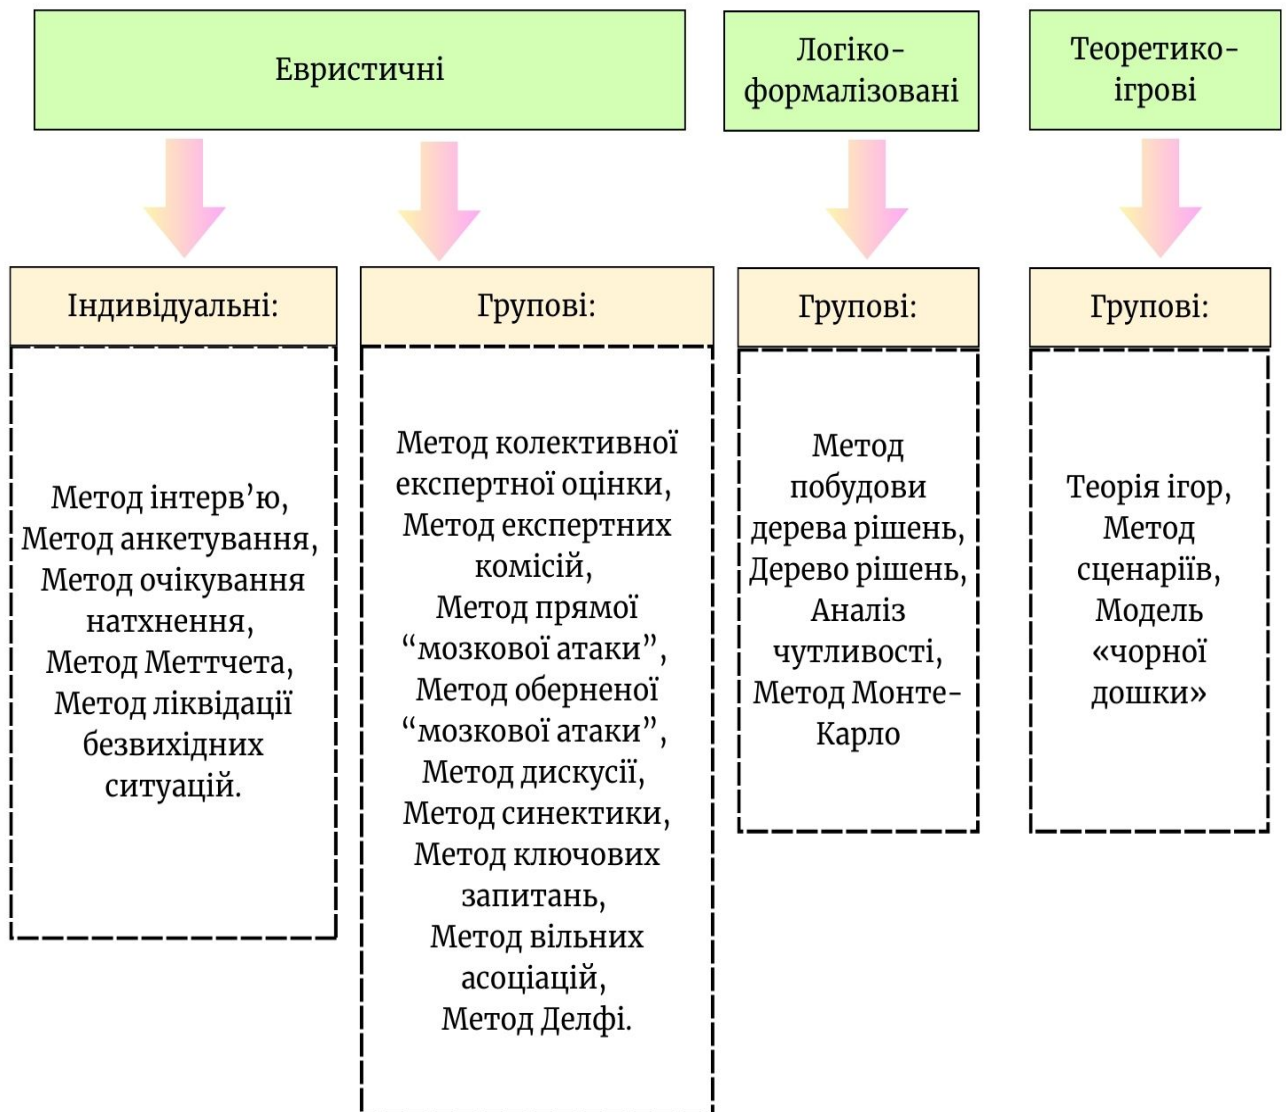 Евристичні
Логіко-
формалізовані
Теоретико-
ігрові
Індивідуальні:
Групові:
Групові:
Групові:
Метод інтерв’ю,
Метод анкетування,
Метод очікування
натхнення,
Метод Меттчета,
Метод ліквідації
безвихідних
ситуацій.
Метод колективної
експертної оцінки,
Метод експертних
комісій,
Метод прямої
“мозкової атаки”,
Метод оберненої
“мозкової атаки”,
Метод дискусії,
Метод синектики,
Метод ключових
запитань,
Метод вільних
асоціацій,
Метод Делфі.
Метод
побудови
дерева рішень,
Дерево рішень,
Аналіз
чутливості,
Метод Монте-
Карло
Теорія ігор,
Метод
сценаріїв,
Модель
«чорної
дошки»